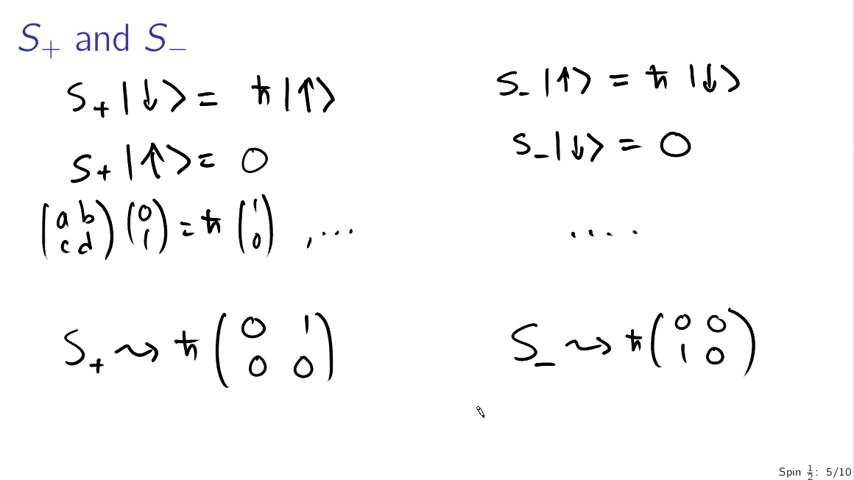 S₊ and S₋
S₊|↓⟩ = ħ|↑⟩
S₊|↑⟩ = 0
(a b
c d) (0
1) = ħ (1
0) , ...
S₊ ⇝ ħ (0 1
0 0)
S₋|↑⟩ = ħ |↓⟩
S₋|↓⟩ = 0
....
S₋ ⇝ ħ (0 0
1 0)
Spin ½: 5/10